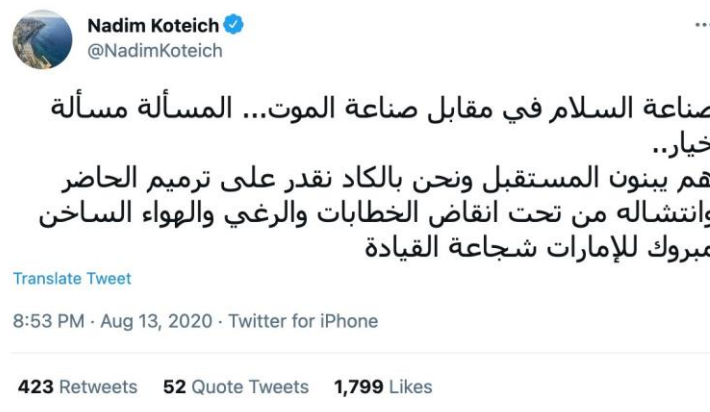 Nadim Koteich
@NadimKoteich
صناعة السلام في مقابل صناعة الموت... المسألة مسألة
خيار..
هم يبنون المستقبل ونحن بالكاد نقدر على ترميم الحاضر
وانتشاله من تحت انقاض الخطابات والرغي والهواء الساخن
مبروك للإمارات شجاعة القيادة
Translate Tweet
8:53 PM · Aug 13, 2020 · Twitter for iPhone
423 Retweets 52 Quote Tweets 1,799 Likes